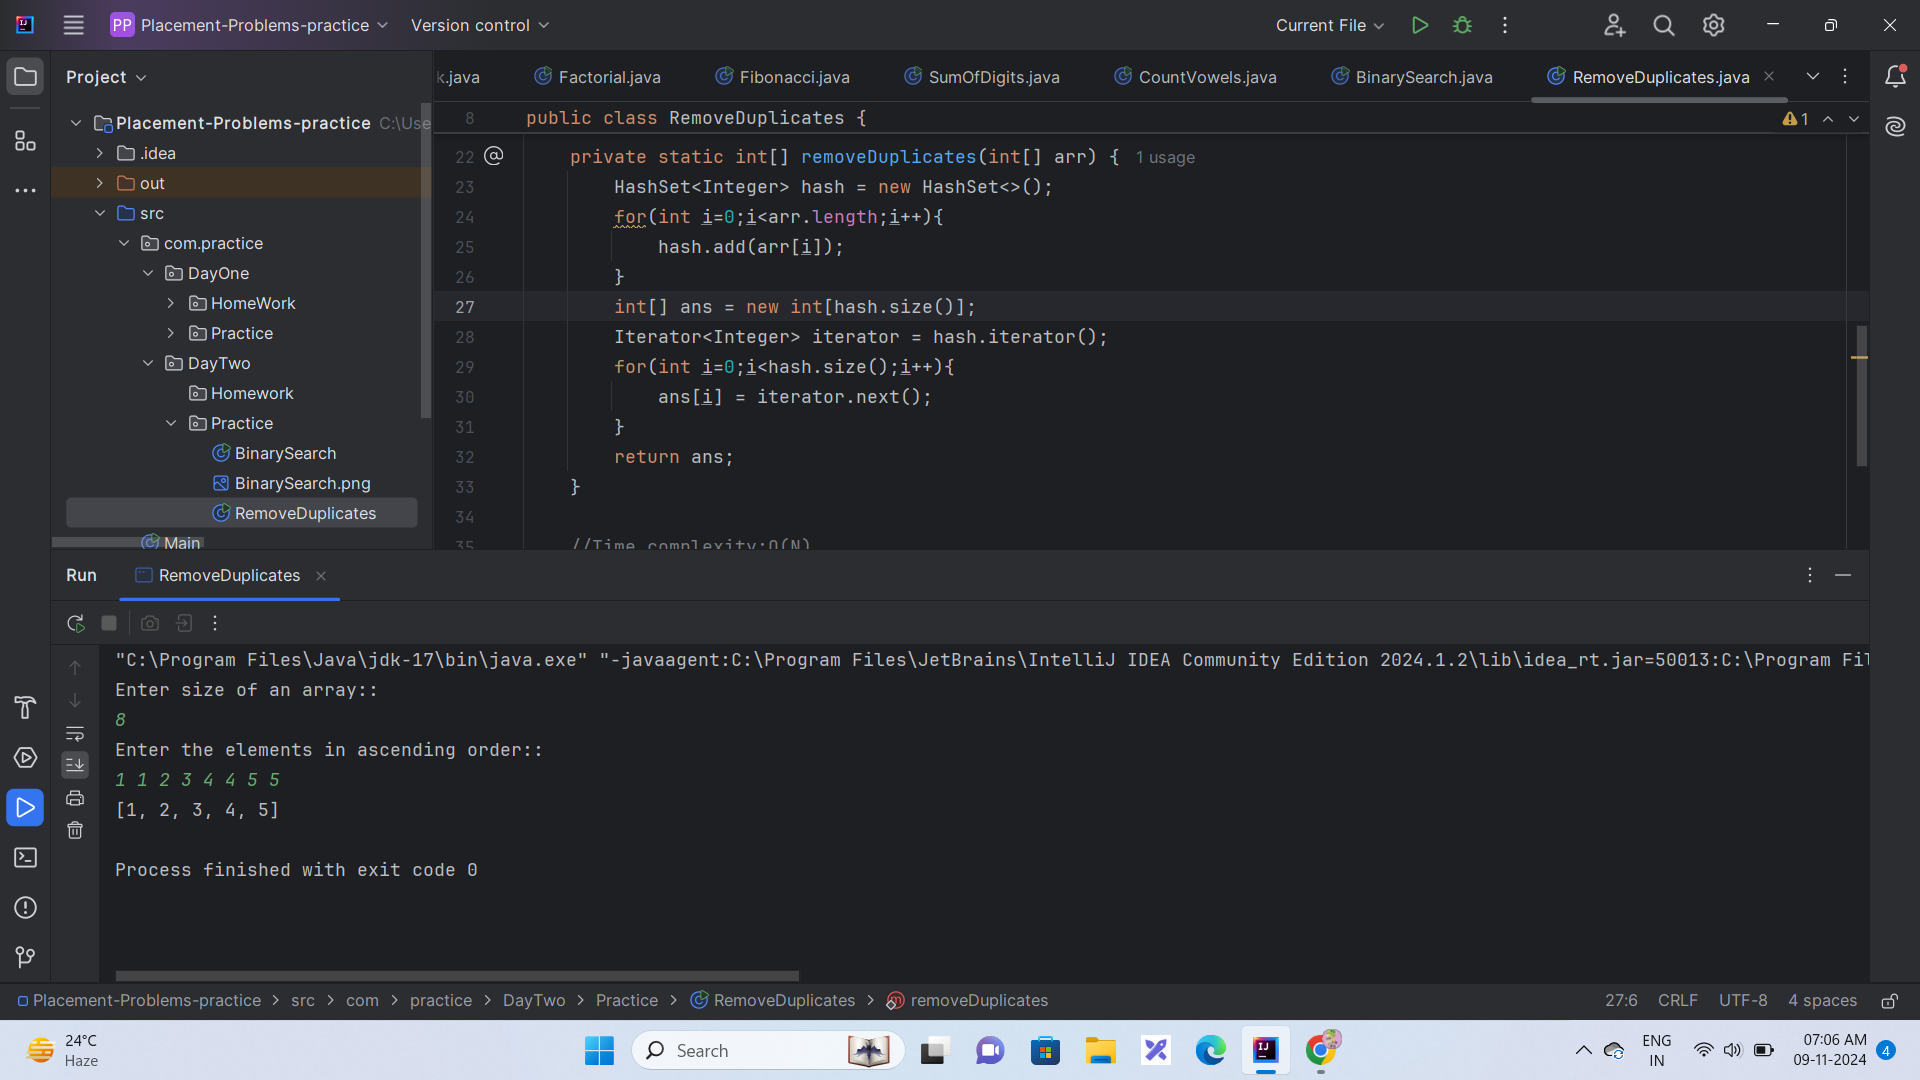 PP Placement-Problems-practice Version control Current File
Project
k.java Factorial.java Fibonacci.java SumOfDigits.java CountVowels.java BinarySearch.java RemoveDuplicates.java
Placement-Problems-practice C:\Use
.idea
out
src
com.practice
DayOne
HomeWork
Practice
DayTwo
Homework
Practice
BinarySearch
BinarySearch.png
RemoveDuplicates
Main
8 public class RemoveDuplicates {
1
22 @ private static int[] removeDuplicates(int[] arr) { 1 usage
23 HashSet<Integer> hash = new HashSet<>();
24 for(int i=0;i<arr.length;i++){
25 hash.add(arr[i]);
26 }
27 int[] ans = new int[hash.size()];
28 Iterator<Integer> iterator = hash.iterator();
29 for(int i=0;i<hash.size();i++){
30 ans[i] = iterator.next();
31 }
32 return ans;
33 }
34
35 //Time complexity:O(N)
Run RemoveDuplicates
"C:\Program Files\Java\jdk-17\bin\java.exe" "-javaagent:C:\Program Files\JetBrains\IntelliJ IDEA Community Edition 2024.1.2\lib\idea_rt.jar=50013:C:\Program Fil
Enter size of an array::
8
Enter the elements in ascending order::
1 1 2 3 4 4 5 5
[1, 2, 3, 4, 5]
Process finished with exit code 0
Placement-Problems-practice > src > com > practice > DayTwo > Practice > RemoveDuplicates > removeDuplicates 27:6 CRLF UTF-8 4 spaces
24°C
Haze
Search
ENG
IN
07:06 AM
09-11-2024
4